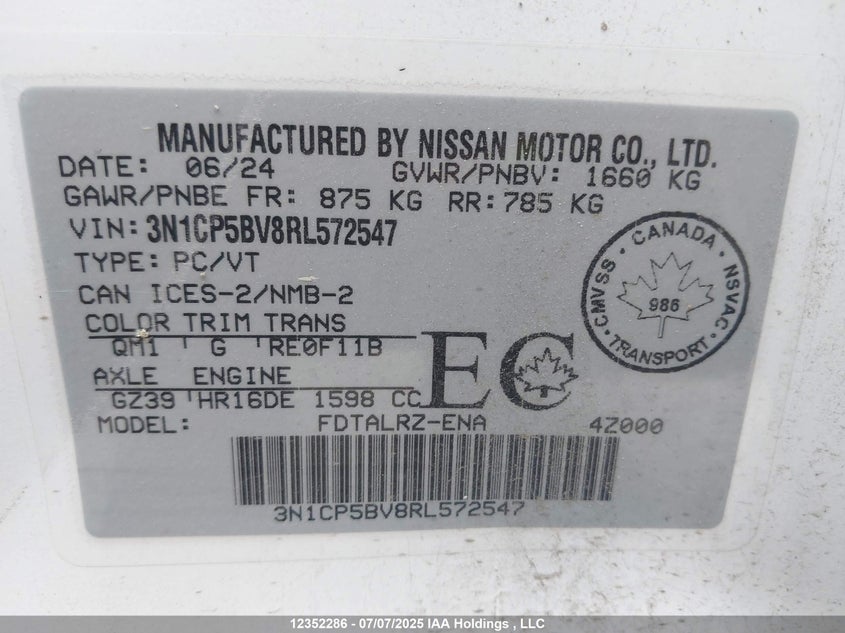 MANUFACTURED BY NISSAN MOTOR CO., LTD.
DATE: 06/24 GVWR/PNBV: 1660 KG
GAWR/PNBE FR: 875 KG RR:785 KG
VIN: 3N1CP5BV8RL572547
TYPE: PC/VT
CAN ICES-2/NMB-2
CANADA
CMVSS NSVAC
986
TRANSPORT
COLOR TRIM TRANS
QM1 ' G 'RE0F11B
EC
AXLE ENGINE
GZ39 'HR16DE 1598 CC
MODEL: FDTALRZ-ENA 4Z000
3N1CP5BV8RL572547
12352286 - 07/07/2025 IAA Holdings, LLC